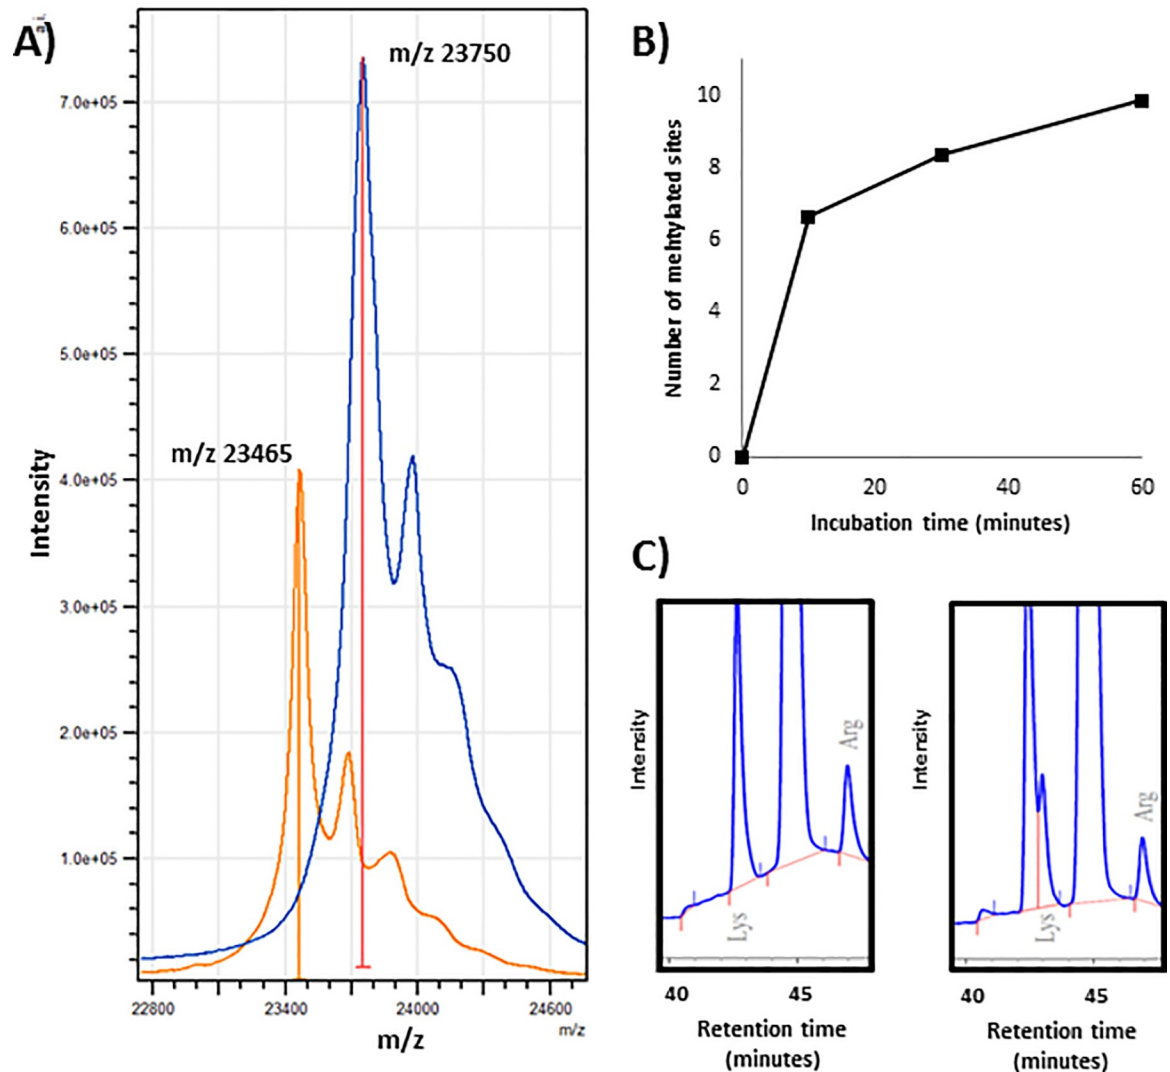 A)
a.i.
m/z 23750
7.0e+05
6.0e+05
5.0e+05
m/z 23465
4.0e+05
Intensity
3.0e+05
2.0e+05
1.0e+05
22800
23400
24000
24600
m/z
m/z
B)
Number of mehtylated sites
10
8
6
4
2
0
0
20
40
60
Incubation time (minutes)
C)
Intensity
Lys
Arg
40
45
Retention time
(minutes)
Intensity
Lys
Arg
40
45
Retention time
(minutes)